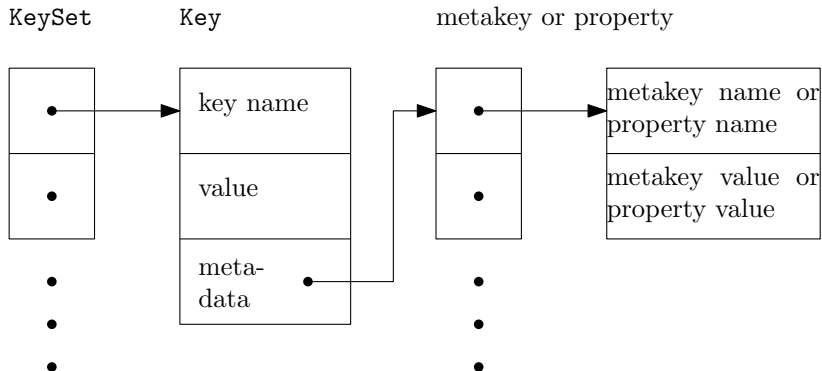 KeySet Key metakey or property
key name
metakey name or
property name
value
metakey value or
property value
meta-
data